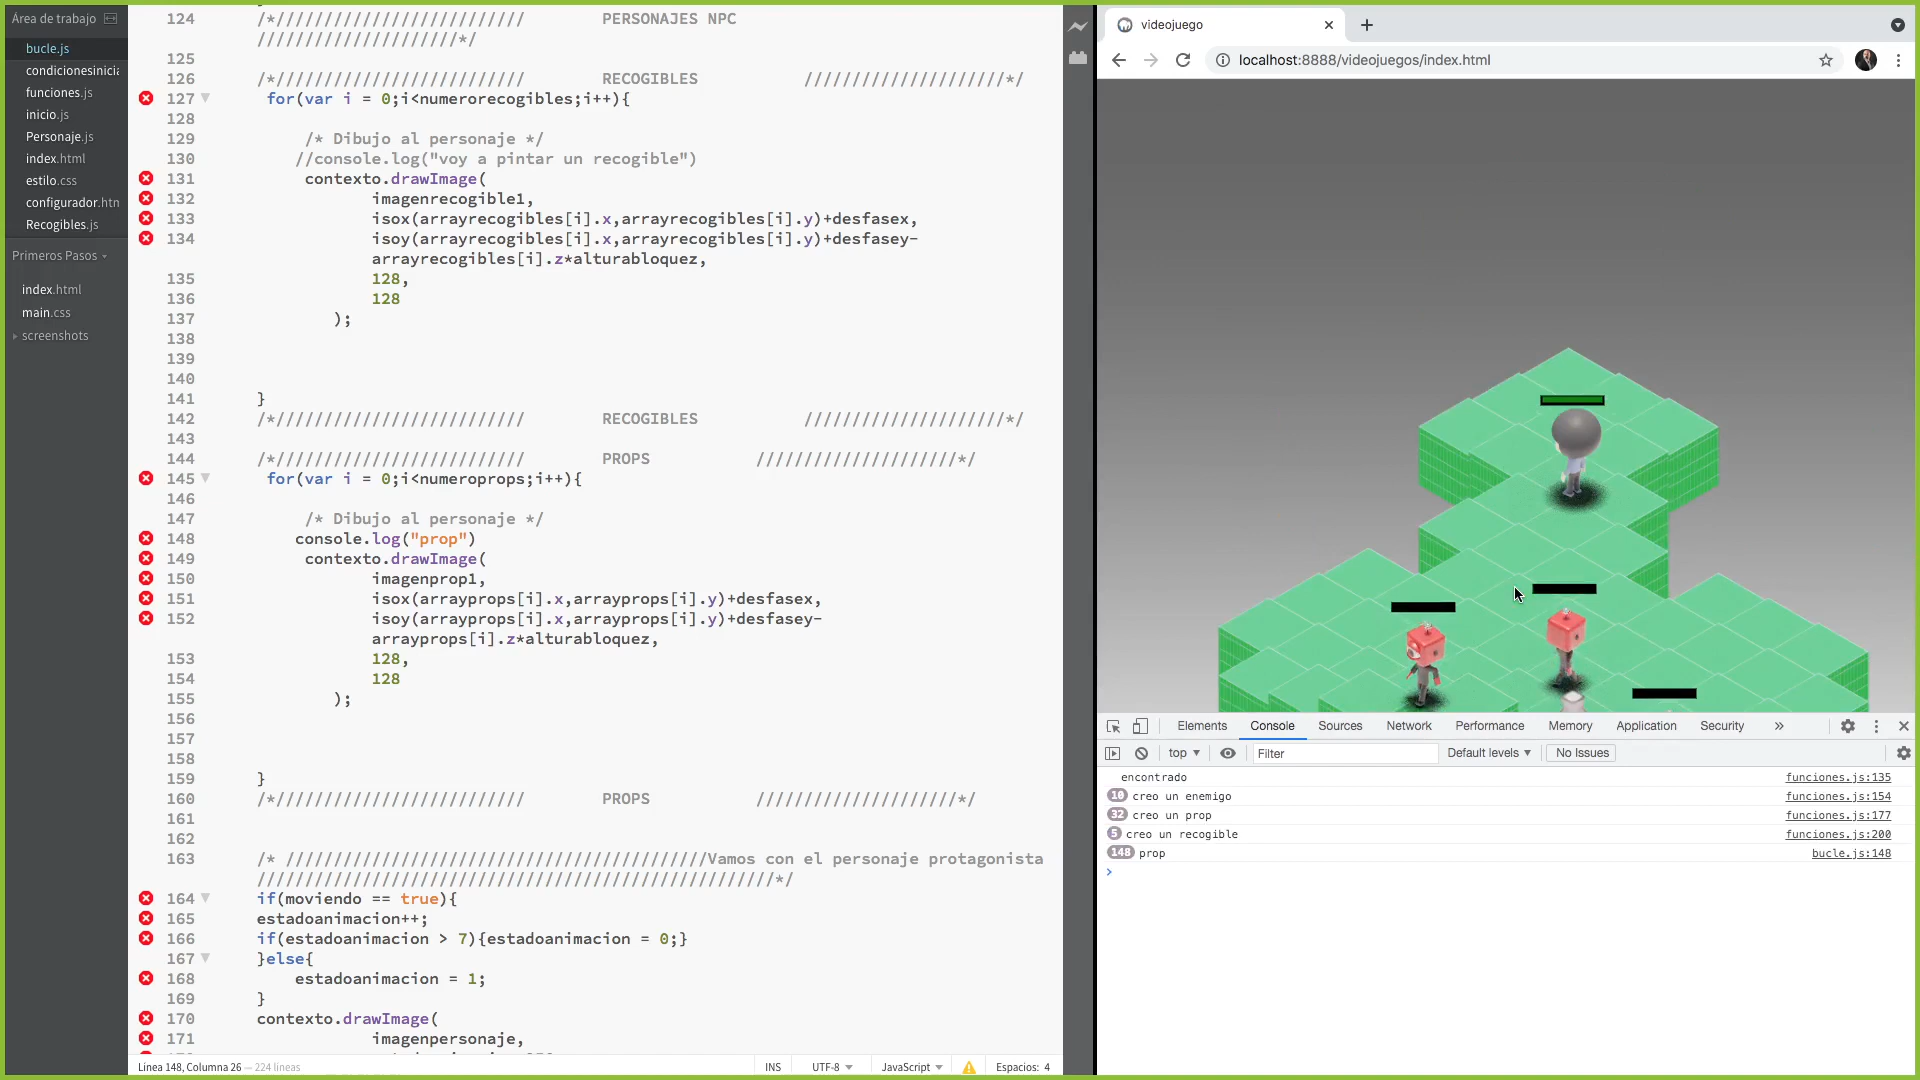 Área de trabajo
bucle.js
condicionesinicia
funciones.js
inicio.js
Personaje.js
index.html
estilo.css
configurador.htn
Recogibles.js
Primeros Pasos
index.html
main.css
screenshots
124 /*////////////////////////// PERSONAJES NPC
/////////////////////*/
125
126 /*////////////////////////// RECOGIBLES /////////////////////*/
127 for(var i = 0;i<numerorecogibles;i++){
128
129 /* Dibujo al personaje */
130 //console.log("voy a pintar un recogible")
131 contexto.drawImage(
132 imagenrecogible1,
133 isox(arrayrecogibles[i].x,arrayrecogibles[i].y)+desfasex,
134 isoy(arrayrecogibles[i].x,arrayrecogibles[i].y)+desfasey-
arrayrecogibles[i].z*alturabloquez,
135 128,
136 128
137 );
138
139
140
141 }
142 /*////////////////////////// RECOGIBLES /////////////////////*/
143
144 /*////////////////////////// PROPS /////////////////////*/
145 for(var i = 0;i<numeroprops;i++){
146
147 /* Dibujo al personaje */
148 console.log("prop")
149 contexto.drawImage(
150 imagenprop1,
151 isox(arrayprops[i].x,arrayprops[i].y)+desfasex,
152 isoy(arrayprops[i].x,arrayprops[i].y)+desfasey-
arrayprops[i].z*alturabloquez,
153 128,
154 128
155 );
156
157
158
159 }
160 /*////////////////////////// PROPS /////////////////////*/
161
162
163 /* ////////////////////////////////////////////Vamos con el personaje protagonista
//////////////////////////////////////////////////////*/
164 if(moviendo == true){
165 estadoanimacion++;
166 if(estadoanimacion > 7){estadoanimacion = 0;}
167 }else{
168 estadoanimacion = 1;
169 }
170 contexto.drawImage(
171 imagenpersonaje,
Línea 148, Columna 26 — 224 líneas
INS
UTF-8
JavaScript
Espacios: 4
videojuego
localhost:8888/videojuegos/index.html
Elements Console Sources Network Performance Memory Application Security »
top
Filter
Default levels
No Issues
encontrado funciones.js:135
10 creo un enemigo funciones.js:154
32 creo un prop funciones.js:177
5 creo un recogible funciones.js:200
148 prop bucle.js:148